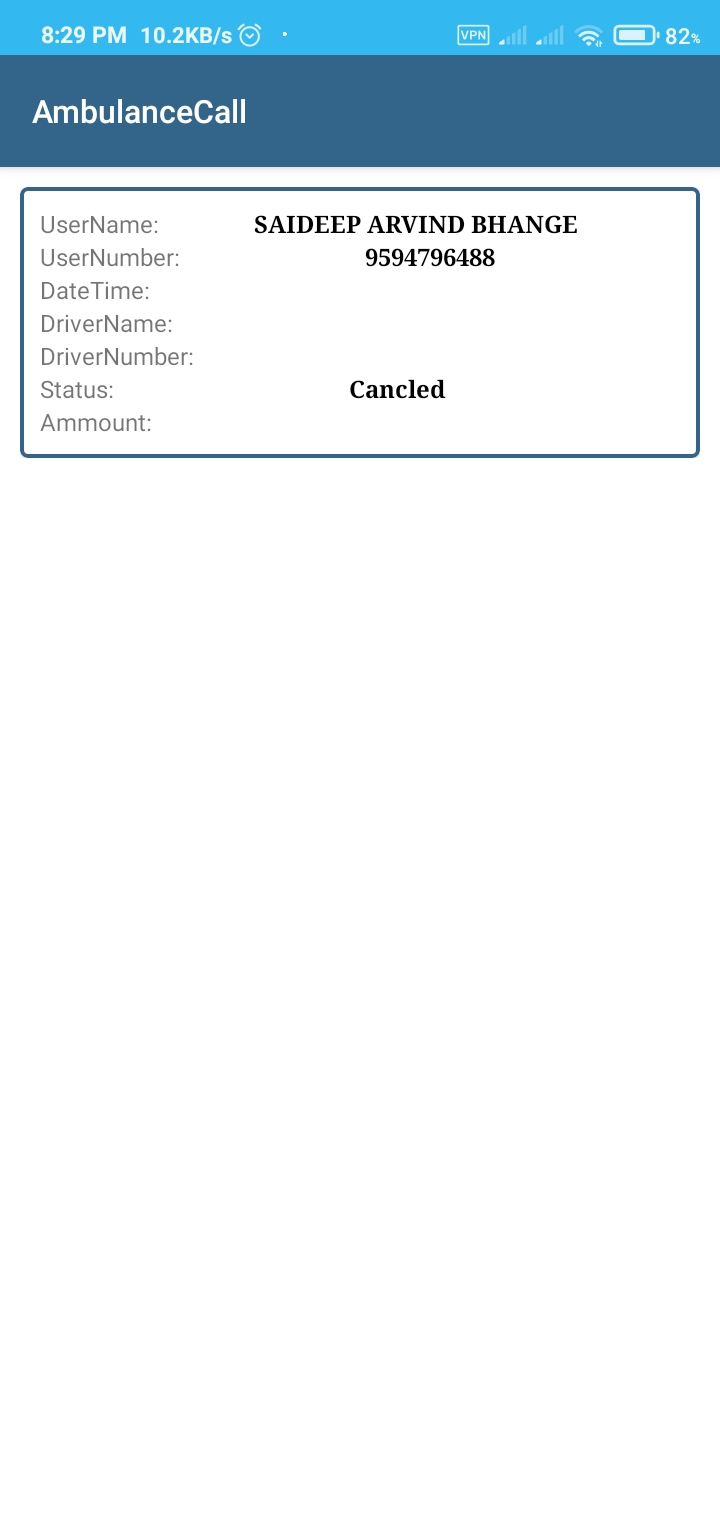 8:29 PM 10.2KB/s VPN 82%
AmbulanceCall
UserName: SAIDEEP ARVIND BHANGE
UserNumber: 9594796488
DateTime:
DriverName:
DriverNumber:
Status: Cancled
Ammount: